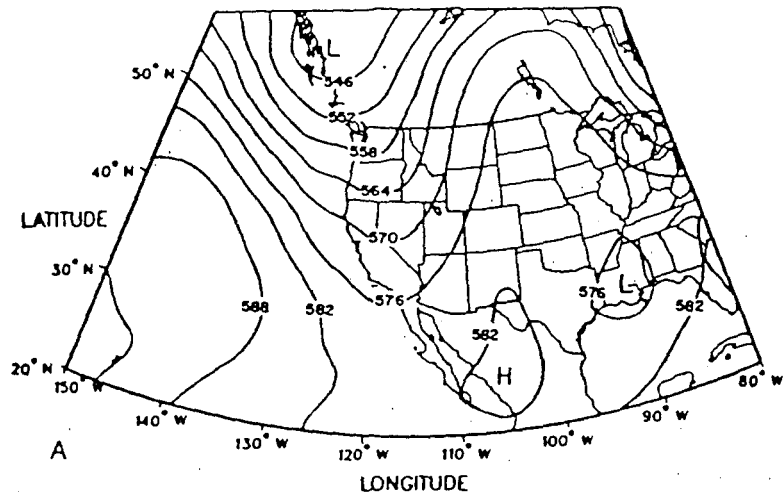 L
50° N
546
552
558
40° N
564
LATITUDE
570
30° N
588
582
576
582
H
576
L
582
20° N
150° W
140° W
130° W
120° W
110° W
100° W
90° W
80° W
A
LONGITUDE